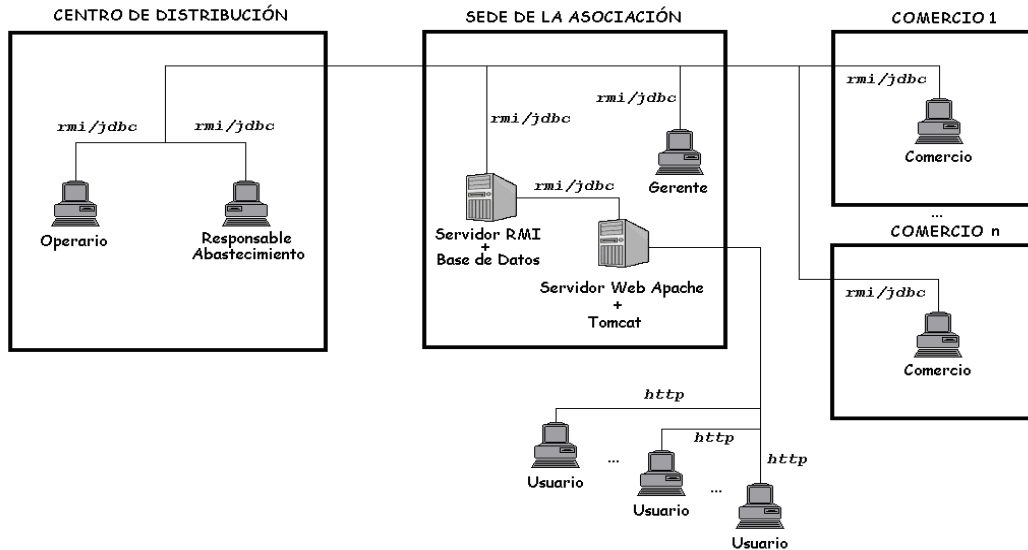 CENTRO DE DISTRIBUCIÓN
SEDE DE LA ASOCIACIÓN
COMERCIO 1
rmi/jdbc
rmi/jdbc
Operario
Responsable
Abastecimiento
rmi/jdbc
rmi/jdbc
Gerente
rmi/jdbc
Servidor RMI
+
Base de Datos
Servidor Web Apache
+
Tomcat
rmi/jdbc
Comercio
...
COMERCIO n
rmi/jdbc
Comercio
http
http
http
Usuario
...
Usuario
...
Usuario